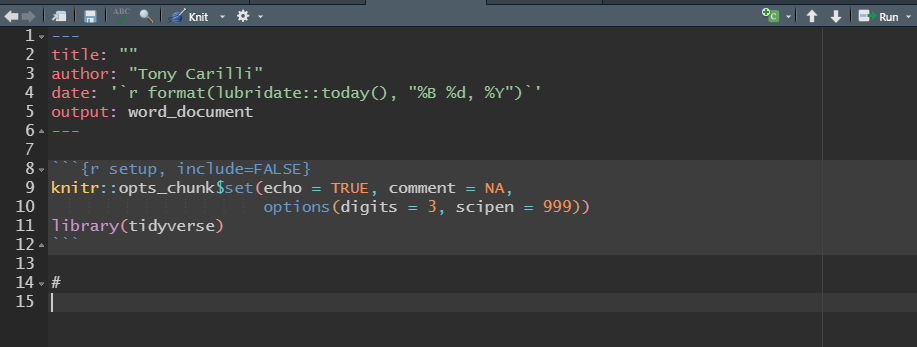 ABC Knit Run
1 ---
2 title: ""
3 author: "Tony Carilli"
4 date: '`r format(lubridate::today(), "%B %d, %Y")`'
5 output: word_document
6 ---
7
8 ```{r setup, include=FALSE}
9 knitr::opts_chunk$set(echo = TRUE, comment = NA,
10                       options(digits = 3, scipen = 999))
11 library(tidyverse)
12 ```
13
14 #
15